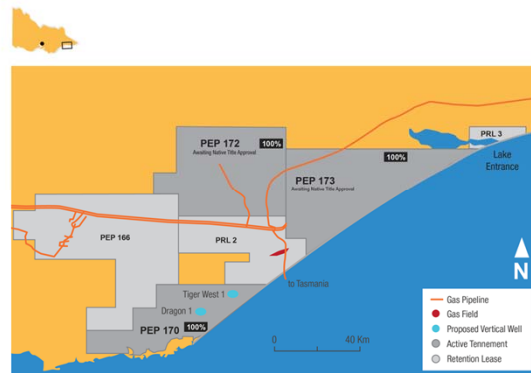 PEP 172
100%
Awaiting Native Title Approval
PEP 173
100%
Awaiting Native Title Approval
PRL 3
Lake
Entrance
PEP 166
PRL 2
to Tasmania
Tiger West 1
Dragon 1
PEP 170
100%
0
40 Km
N
Gas Pipeline
Gas Field
Proposed Vertical Well
Active Tennement
Retention Lease